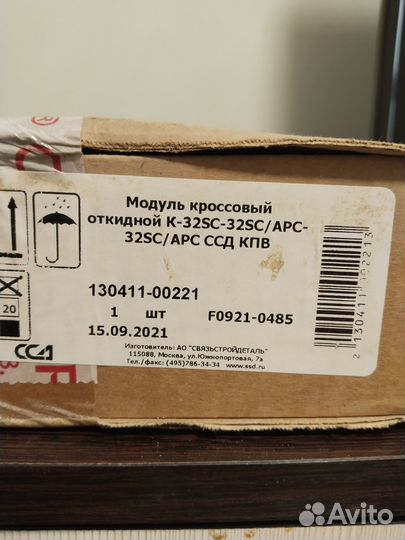 Модуль кроссовый
откидной К-32SC-32SC/APC-
32SC/APC ССД КПВ
130411-00221
1 шт F0921-0485
15.09.2021
20
ССД
Изготовитель: АО "СВЯЗЬСТРОЙДЕТАЛЬ"
115088, Москва, ул.Южнопортовая, 7а
Тел./факс: (495)786-34-34 www.ssd.ru
Avito